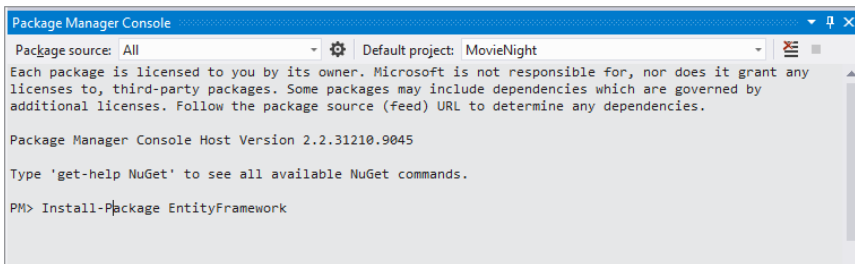 Package Manager Console
Package source: All Default project: MovieNight
Each package is licensed to you by its owner. Microsoft is not responsible for, nor does it grant any
licenses to, third-party packages. Some packages may include dependencies which are governed by
additional licenses. Follow the package source (feed) URL to determine any dependencies.
Package Manager Console Host Version 2.2.31210.9045
Type 'get-help NuGet' to see all available NuGet commands.
PM> Install-Package EntityFramework